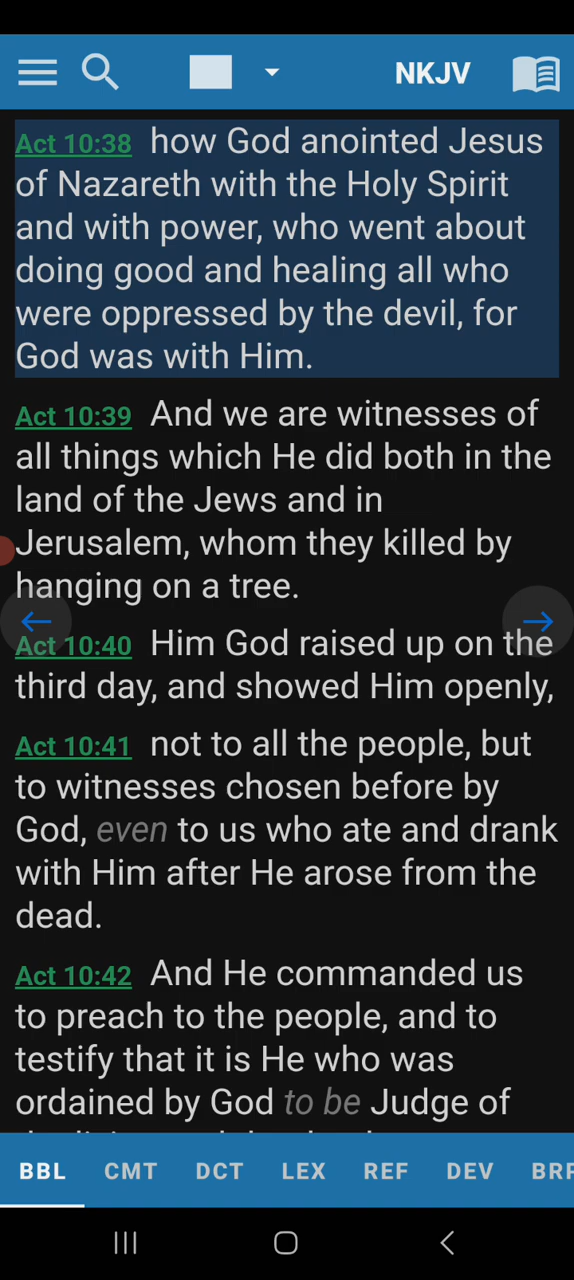 NKJV
Act 10:38 how God anointed Jesus
of Nazareth with the Holy Spirit
and with power, who went about
doing good and healing all who
were oppressed by the devil, for
God was with Him.
Act 10:39 And we are witnesses of
all things which He did both in the
land of the Jews and in
Jerusalem, whom they killed by
hanging on a tree.
Act 10:40 Him God raised up on the
third day, and showed Him openly,
Act 10:41 not to all the people, but
to witnesses chosen before by
God, even to us who ate and drank
with Him after He arose from the
dead.
Act 10:42 And He commanded us
to preach to the people, and to
testify that it is He who was
ordained by God to be Judge of
BBL CMT DCT LEX REF DEV